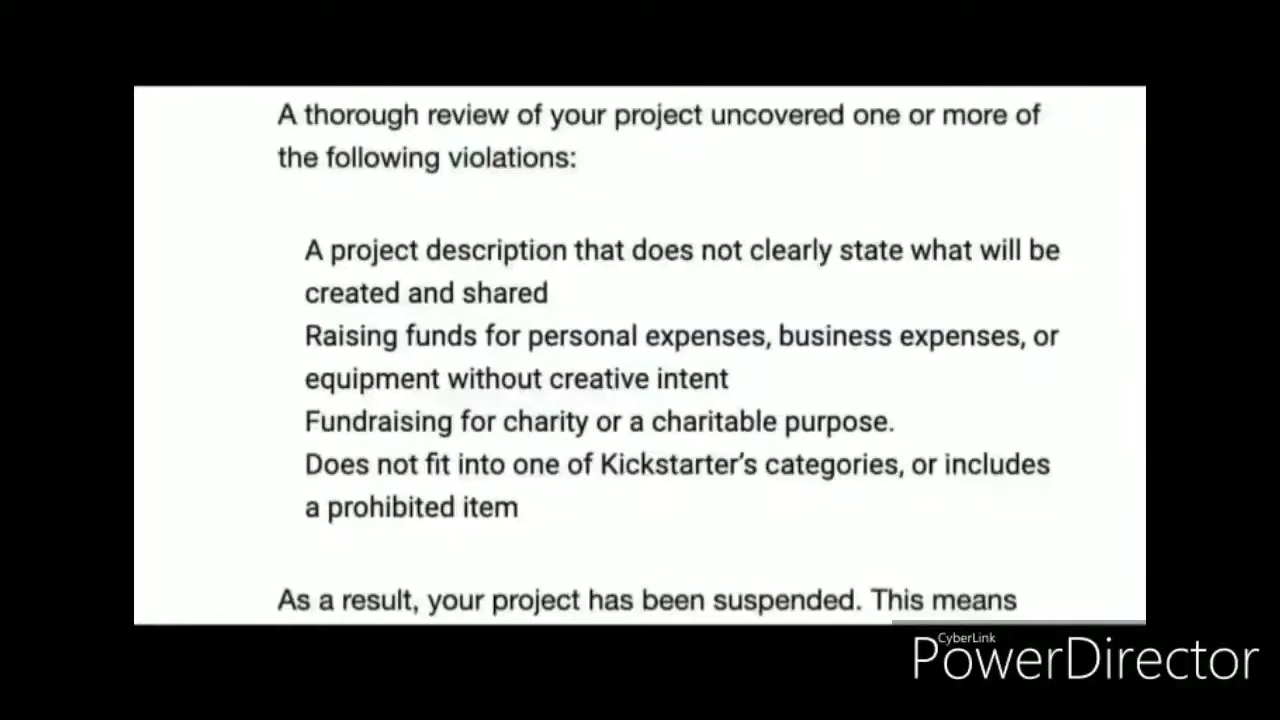 A thorough review of your project uncovered one or more of
the following violations:
A project description that does not clearly state what will be
created and shared
Raising funds for personal expenses, business expenses, or
equipment without creative intent
Fundraising for charity or a charitable purpose.
Does not fit into one of Kickstarter’s categories, or includes
a prohibited item
As a result, your project has been suspended. This means
CyberLink
PowerDirector